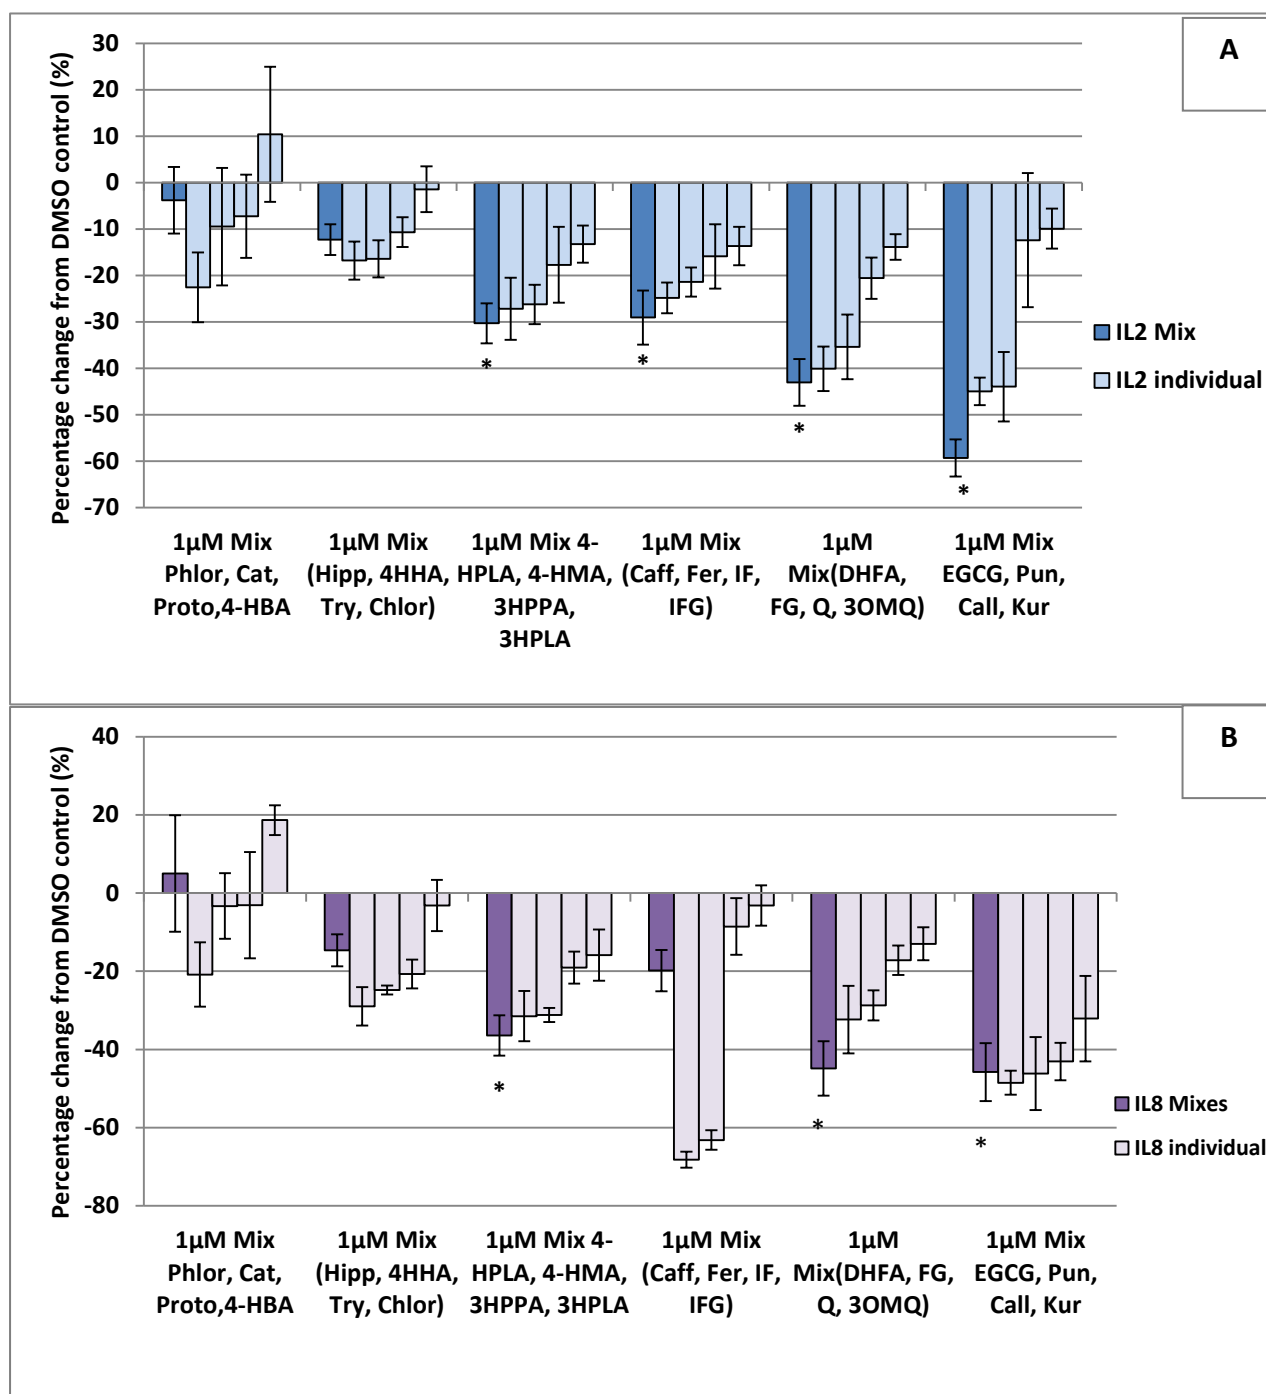 A
Percentage change from DMSO control (%)
30
20
10
0
-10
-20
-30
-40
-50
-60
-70
*
*
*
*
IL2 Mix
IL2 individual
1µM Mix
Phlor, Cat,
Proto,4-HBA
1µM Mix
(Hipp, 4HHA,
Try, Chlor)
1µM Mix 4-
HPLA, 4-HMA,
3HPPA,
3HPLA
1µM Mix
(Caff, Fer, IF,
IFG)
1µM
Mix(DHFA,
FG, Q, 3OMQ)
1µM Mix
EGCG, Pun,
Call, Kur
B
Percentage change from DMSO control (%)
40
20
0
-20
-40
-60
-80
*
*
*
IL8 Mixes
IL8 individual
1µM Mix
Phlor, Cat,
Proto,4-HBA
1µM Mix
(Hipp, 4HHA,
Try, Chlor)
1µM Mix 4-
HPLA, 4-HMA,
3HPPA, 3HPLA
1µM Mix
(Caff, Fer, IF,
IFG)
1µM
Mix(DHFA, FG,
Q, 3OMQ)
1µM Mix
EGCG, Pun,
Call, Kur